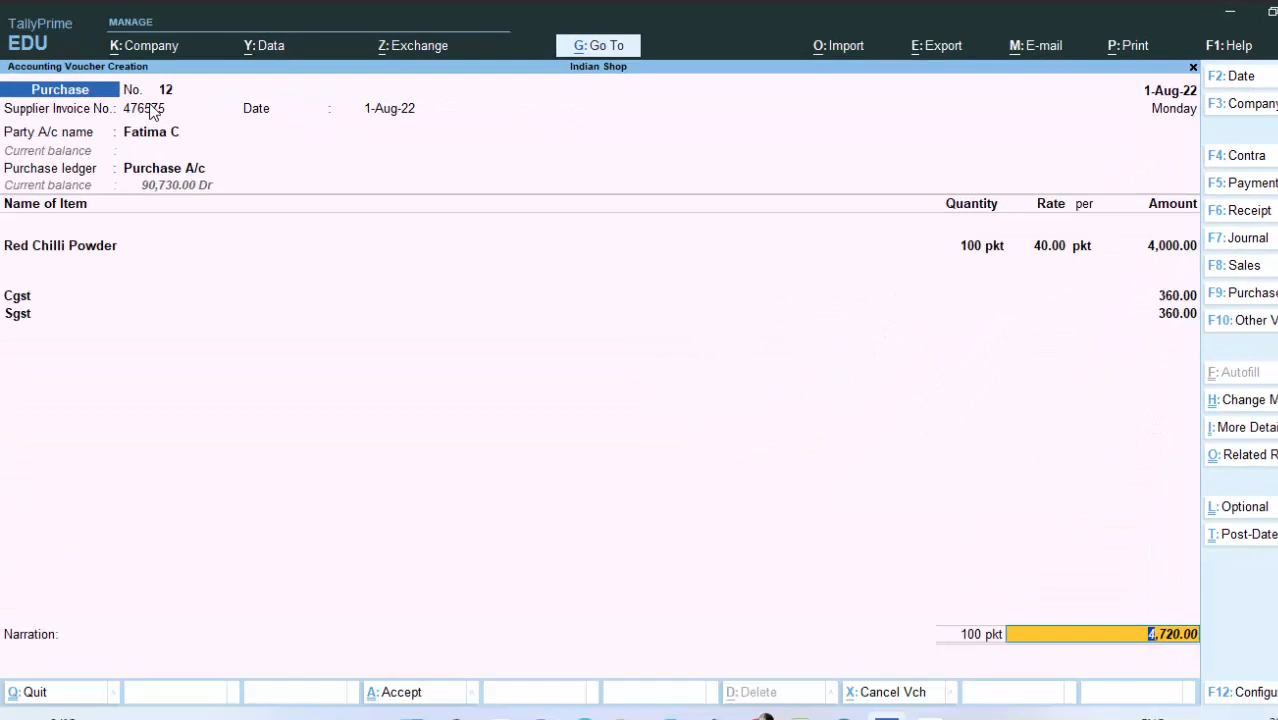 TallyPrime
EDU
MANAGE
K: Company
Y: Data
Z: Exchange
G: Go To
O: Import
E: Export
M: E-mail
P: Print
F1: Help
Accounting Voucher Creation
Indian Shop
Purchase No. 12
1-Aug-22
Supplier Invoice No.: Date : 1-Aug-22
Monday
Party A/c name : Fatima C
Current balance :
Purchase ledger : Purchase A/c
Current balance : 90,730.00 Dr
Name of Item Quantity Rate per Amount
Red Chilli Powder 100 pkt 40.00 pkt 4,000.00
Cgst 360.00
Sgst 360.00
Narration: 100 pkt 4,720.00
Q: Quit
A: Accept
D: Delete
X: Cancel Vch
F2: Date
F3: Company
F4: Contra
F5: Payment
F6: Receipt
F7: Journal
F8: Sales
F9: Purchase
F10: Other V
F: Autofill
H: Change M
I: More Detai
O: Related R
L: Optional
T: Post-Date
F12: Configu